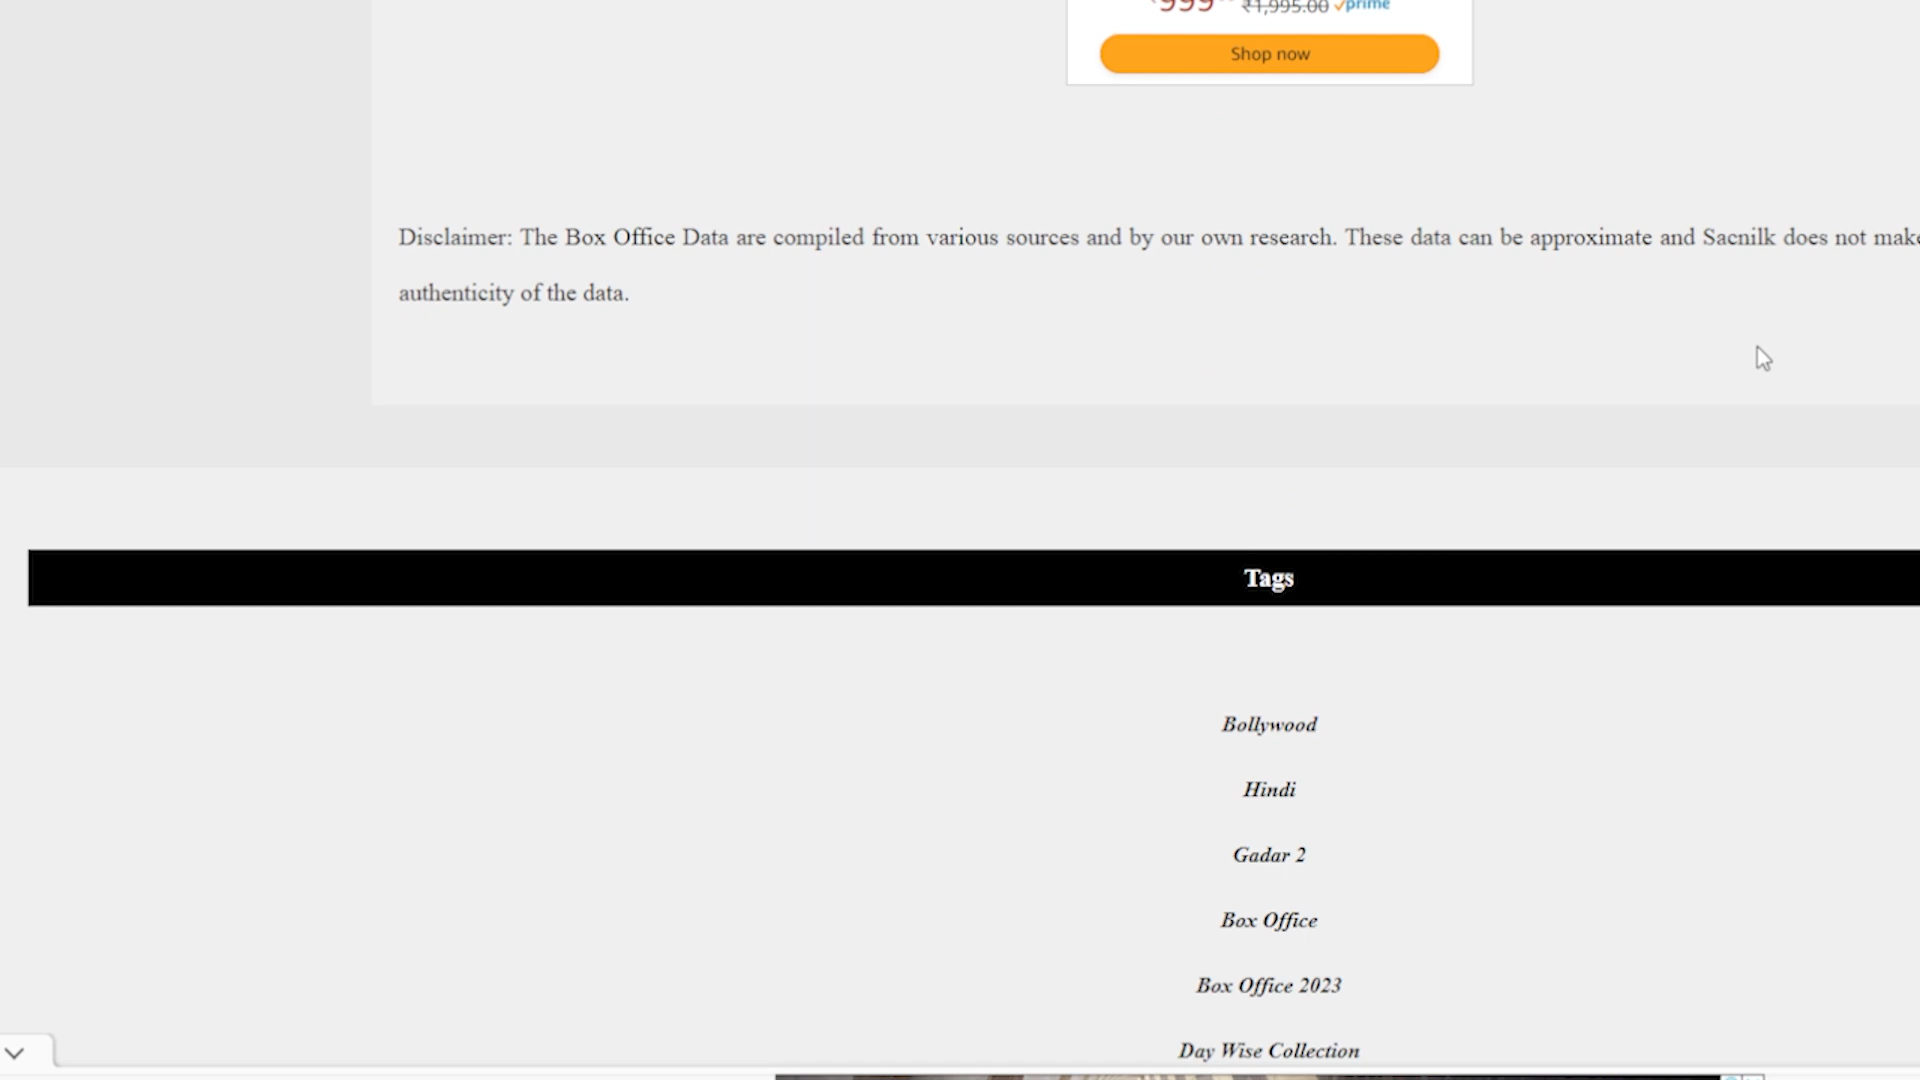 999 ₹1,995.00 prime
Shop now
Disclaimer: The Box Office Data are compiled from various sources and by our own research. These data can be approximate and Sacnilk does not make
authenticity of the data.
Tags
Bollywood
Hindi
Gadar 2
Box Office
Box Office 2023
Day Wise Collection